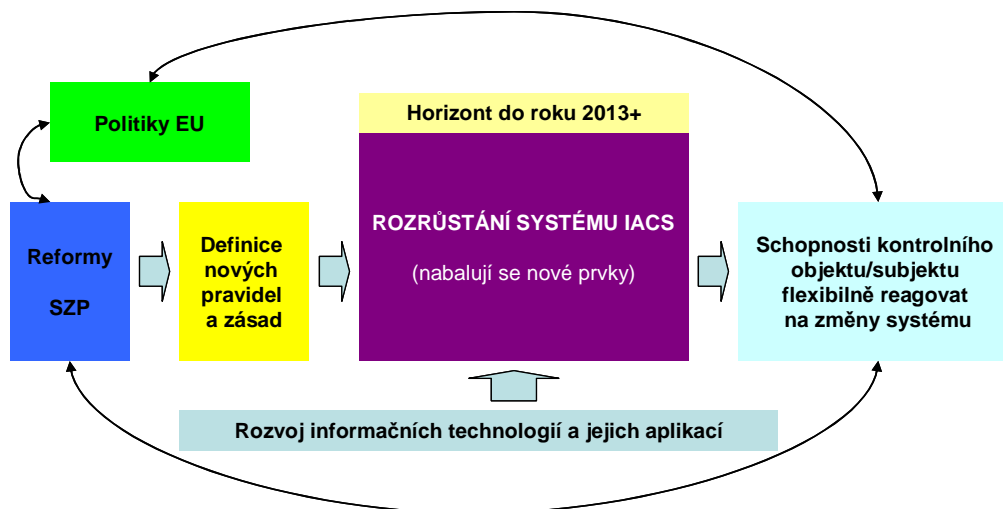 Politiky EU
Horizont do roku 2013+
Reformy
SZP
Definice
nových
pravidel
a zásad
ROZRŮSTÁNÍ SYSTÉMU IACS
(nabalují se nové prvky)
Schopnosti kontrolního
objektu/subjektu
flexibilně reagovat
na změny systému
Rozvoj informačních technologií a jejich aplikací